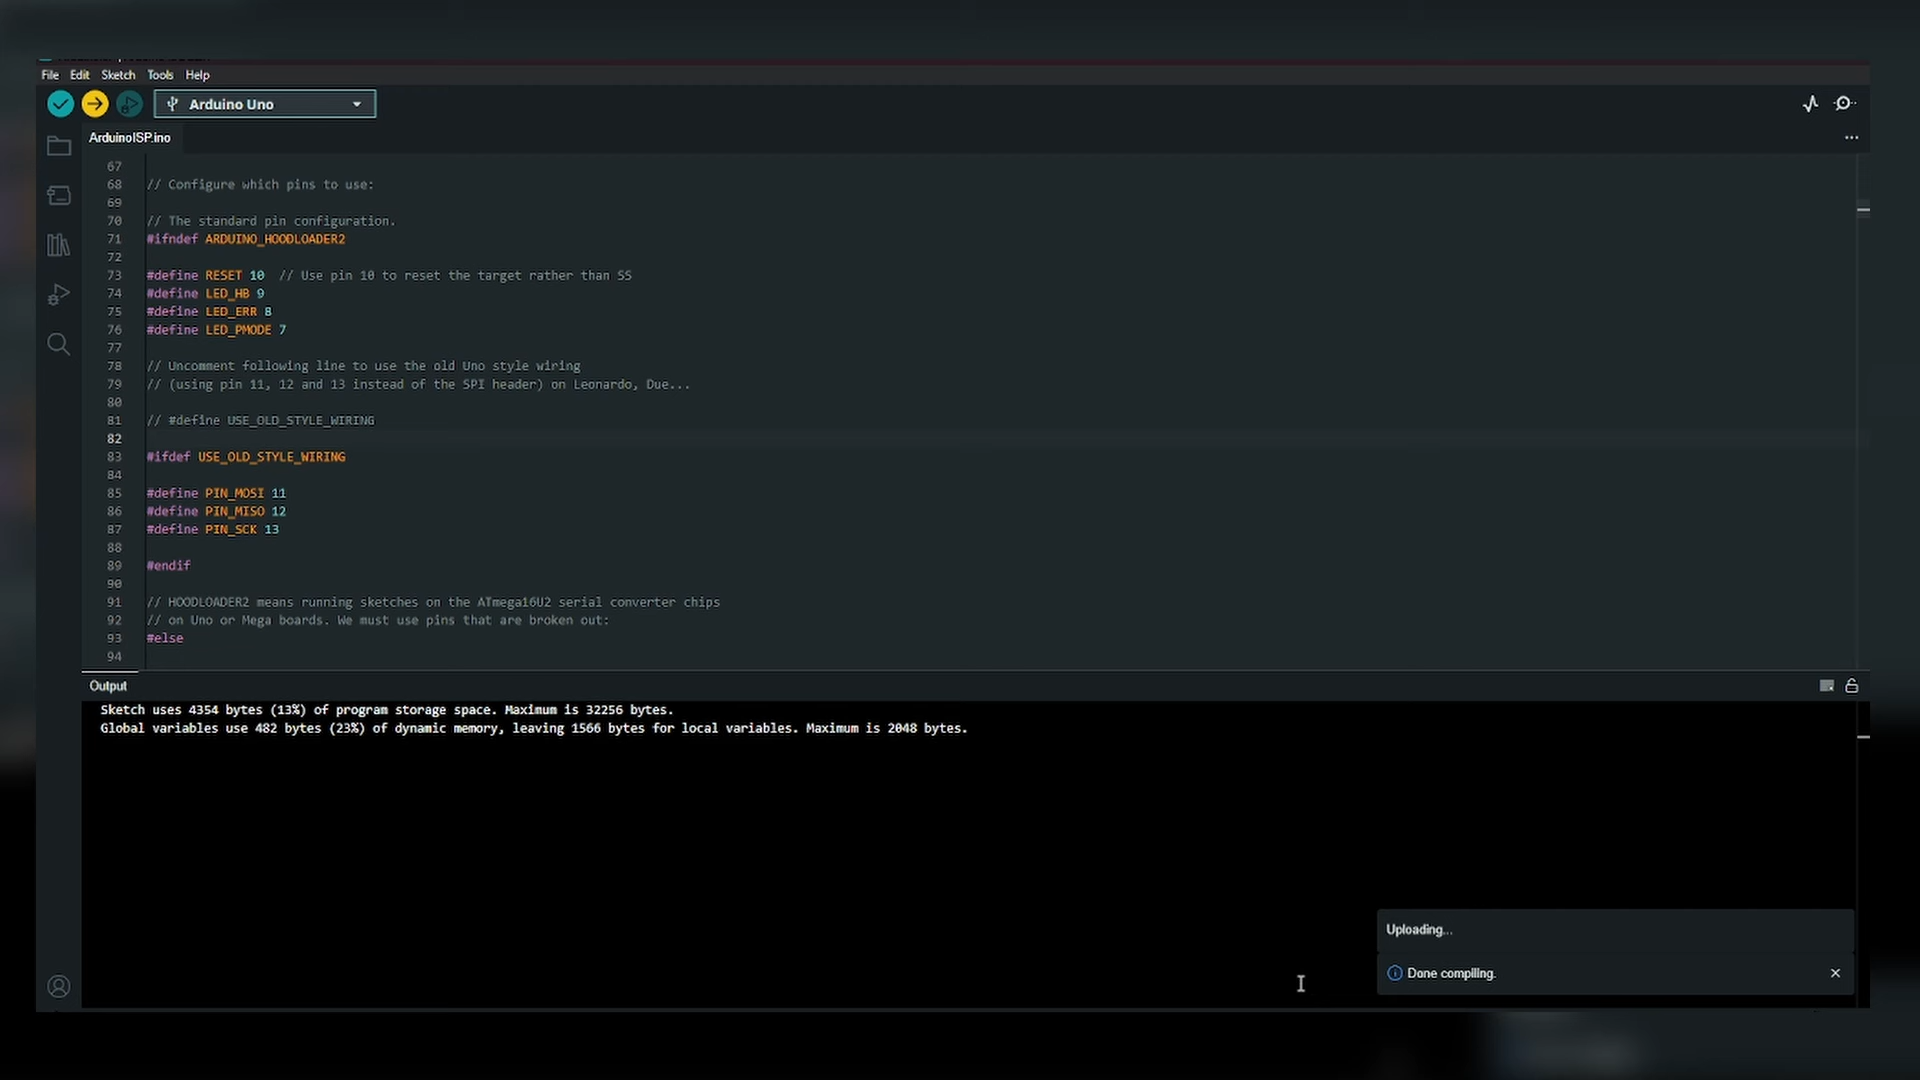 File Edit Sketch Tools Help
Arduino Uno
ArduinoISP.ino
67
68 // Configure which pins to use:
69
70 // The standard pin configuration.
71 #ifndef ARDUINO_HOODLOADER2
72
73 #define RESET 10 // Use pin 10 to reset the target rather than SS
74 #define LED_HB 9
75 #define LED_ERR 8
76 #define LED_PMODE 7
77
78 // Uncomment following line to use the old Uno style wiring
79 // (using pin 11, 12 and 13 instead of the SPI header) on Leonardo, Due...
80
81 // #define USE_OLD_STYLE_WIRING
82
83 #ifdef USE_OLD_STYLE_WIRING
84
85 #define PIN_MOSI 11
86 #define PIN_MISO 12
87 #define PIN_SCK 13
88
89 #endif
90
91 // HOODLOADER2 means running sketches on the ATmega16U2 serial converter chips
92 // on Uno or Mega boards. We must use pins that are broken out:
93 #else
94
Output
Sketch uses 4354 bytes (13%) of program storage space. Maximum is 32256 bytes.
Global variables use 482 bytes (23%) of dynamic memory, leaving 1566 bytes for local variables. Maximum is 2048 bytes.
Uploading...
Done compiling.